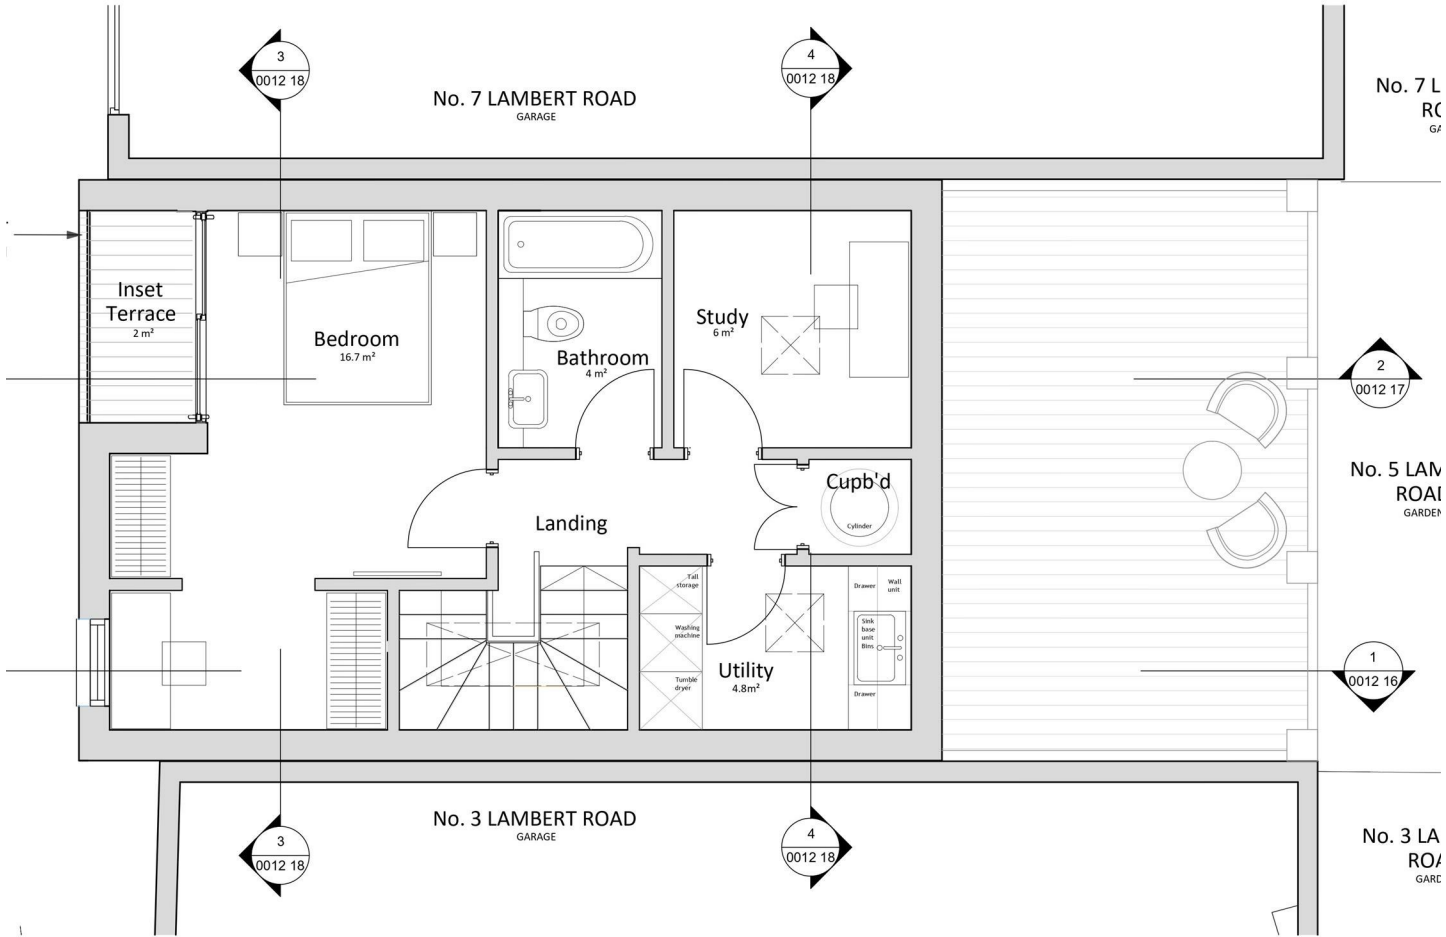 3
0012 18
4
0012 18
No. 7 LAMBERT ROAD
GARAGE
No. 7 L
RO
GA
Inset
Terrace
2 m²
Bedroom
16.7 m²
Bathroom
4 m²
Study
6 m²
2
0012 17
Landing
Cupb'd
Cylinder
No. 5 LAM
ROAD
GARDEN
Tall
storage
Washing
machine
Tumble
dryer
Utility
4.8m²
Drawer
Wall
unit
Sink
base
unit
Bins
Drawer
1
0012 16
No. 3 LAMBERT ROAD
GARAGE
3
0012 18
4
0012 18
No. 3 LA
ROA
GARD